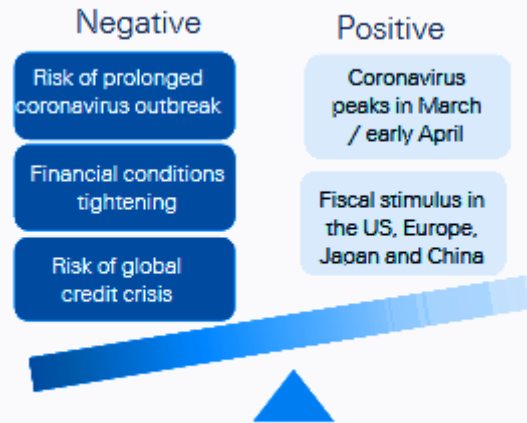 Negative
Risk of prolonged
coronavirus outbreak
Financial conditions
tightening
Risk of global
credit crisis
Positive
Coronavirus
peaks in March
/ early April
Fiscal stimulus in
the US, Europe,
Japan and China